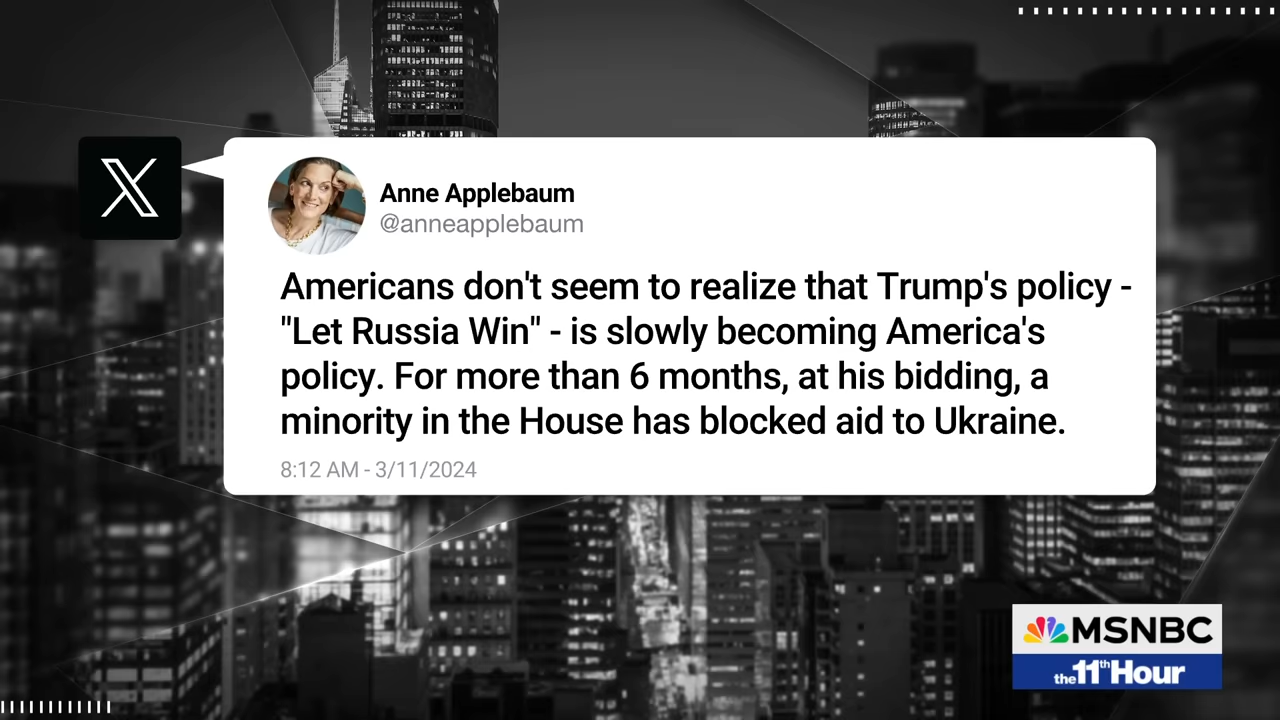 Anne Applebaum
@anneapplebaum
Americans don't seem to realize that Trump's policy -
"Let Russia Win" - is slowly becoming America's
policy. For more than 6 months, at his bidding, a
minority in the House has blocked aid to Ukraine.
8:12 AM - 3/11/2024
MSNBC
the 11th Hour